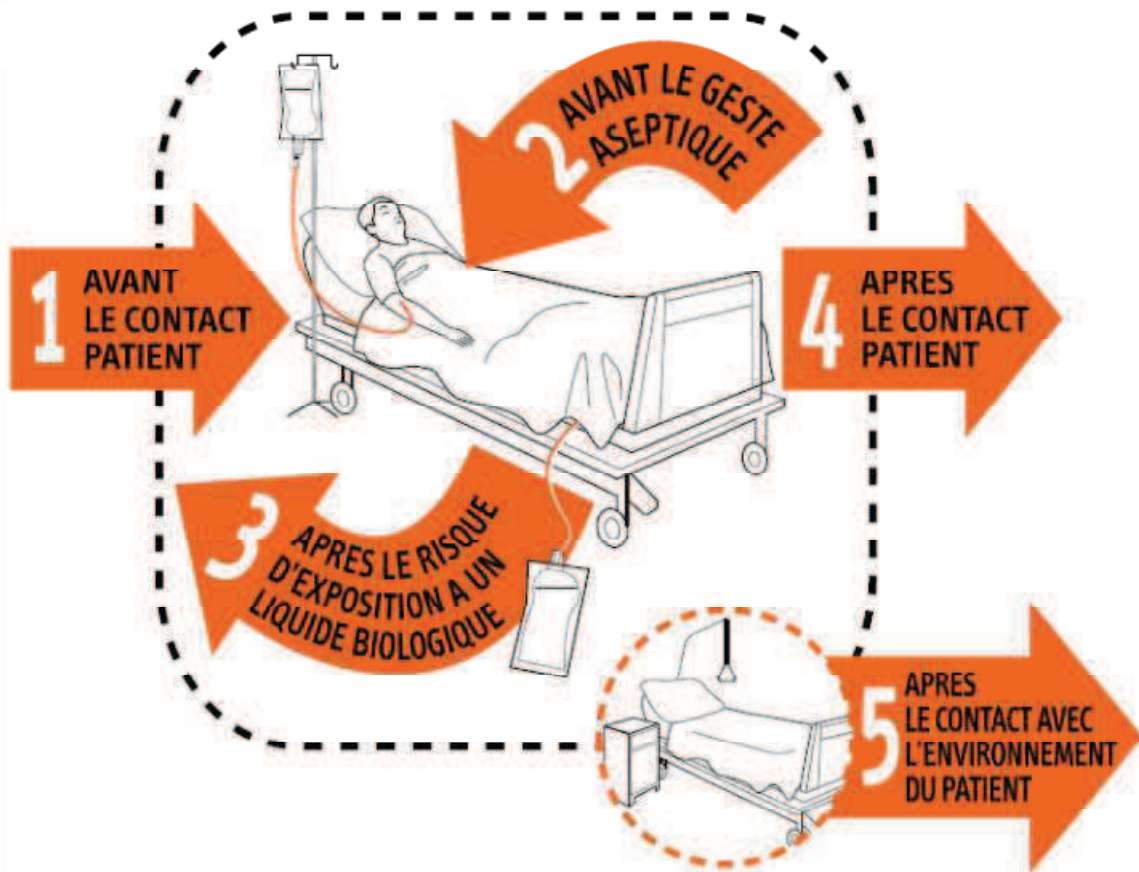 1 AVANT
LE CONTACT
PATIENT
2 AVANT LE GESTE
ASEPTIQUE
3 APRES LE RISQUE
D'EXPOSITION A UN
LIQUIDE BIOLOGIQUE
4 APRES
LE CONTACT
PATIENT
5 APRES
LE CONTACT AVEC
L'ENVIRONNEMENT
DU PATIENT